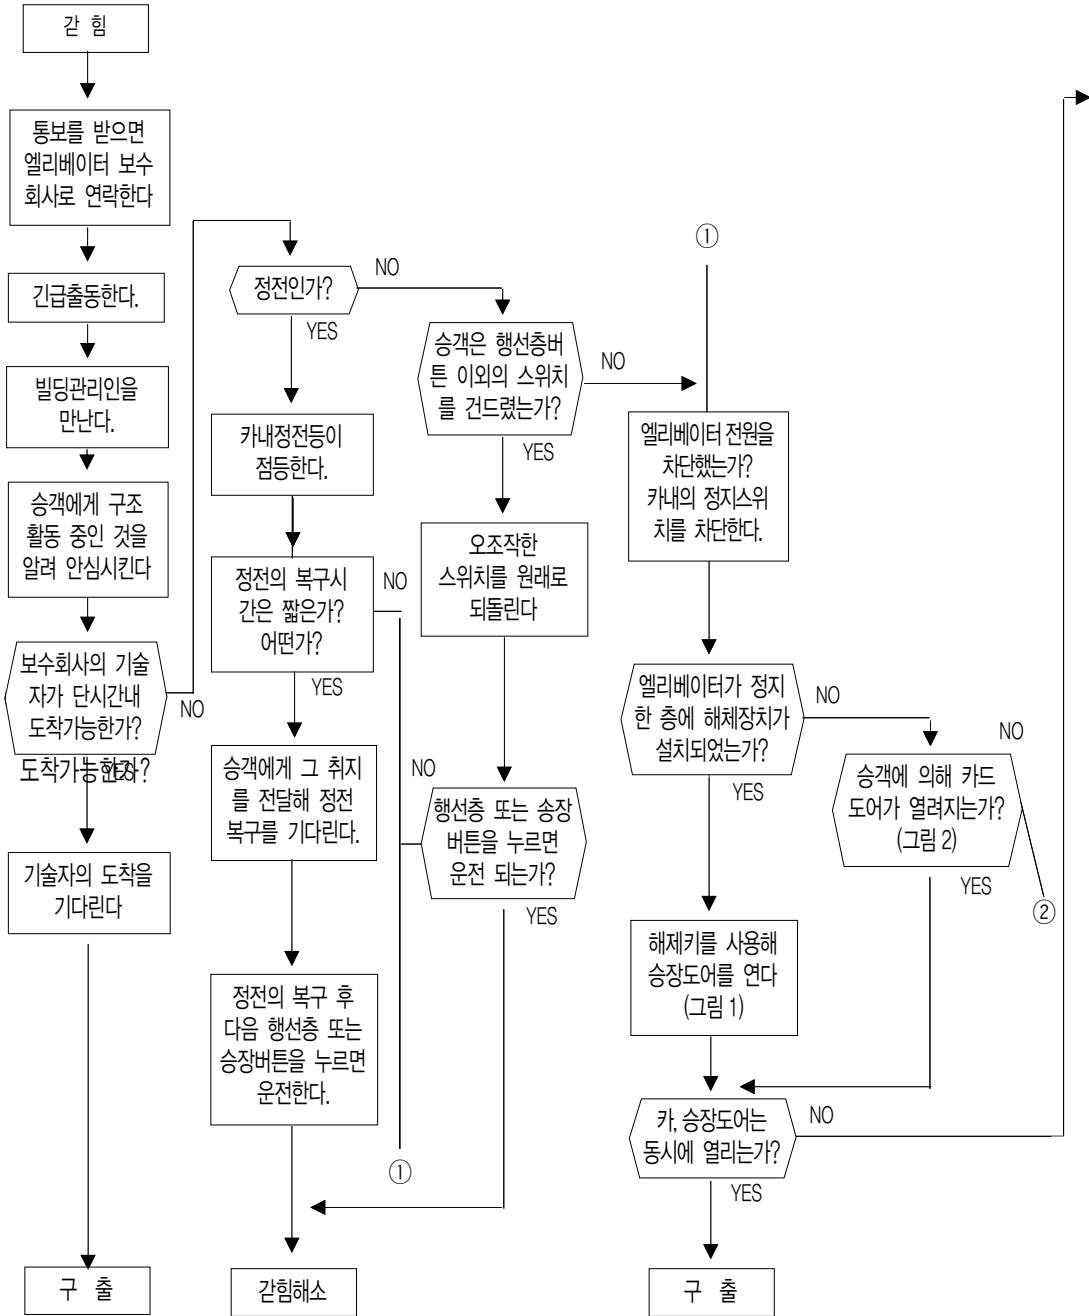 갇 힘
통보를 받으면
엘리베이터 보수
회사로 연락한다
긴급출동한다.
빌딩관리인을
만난다.
승객에게 구조
활동 중인 것을
알려 안심시킨다
보수회사의 기술
자가 단시간내
도착가능한가?
NO
도착가능한가?
YES
기술자의 도착을
기다린다
구 출
정전인가?
NO
YES
카내정전등이
점등한다.
정전의 복구시
간은 짧은가?
어떤가?
NO
YES
승객에게 그 취지
를 전달해 정전
복구를 기다린다.
정전의 복구 후
다음 행선층 또는
승장버튼을 누르면
운전한다.
갇힘해소
승객은 행선층버
튼 이외의 스위치
를 건드렸는가?
NO
YES
오조작한
스위치를 원래로
되돌린다
NO
행선층 또는 송장
버튼을 누르면
운전 되는가?
YES
①
①
엘리베이터 전원을
차단했는가?
카내의 정지스위
치를 차단한다.
엘리베이터가 정지
한 층에 해체장치가
설치되었는가?
NO
YES
해제키를 사용해
승장도어를 연다
(그림 1)
NO
승객에 의해 카드
도어가 열려지는가?
(그림 2)
YES
②
카, 승장도어는
동시에 열리는가?
NO
YES
구 출